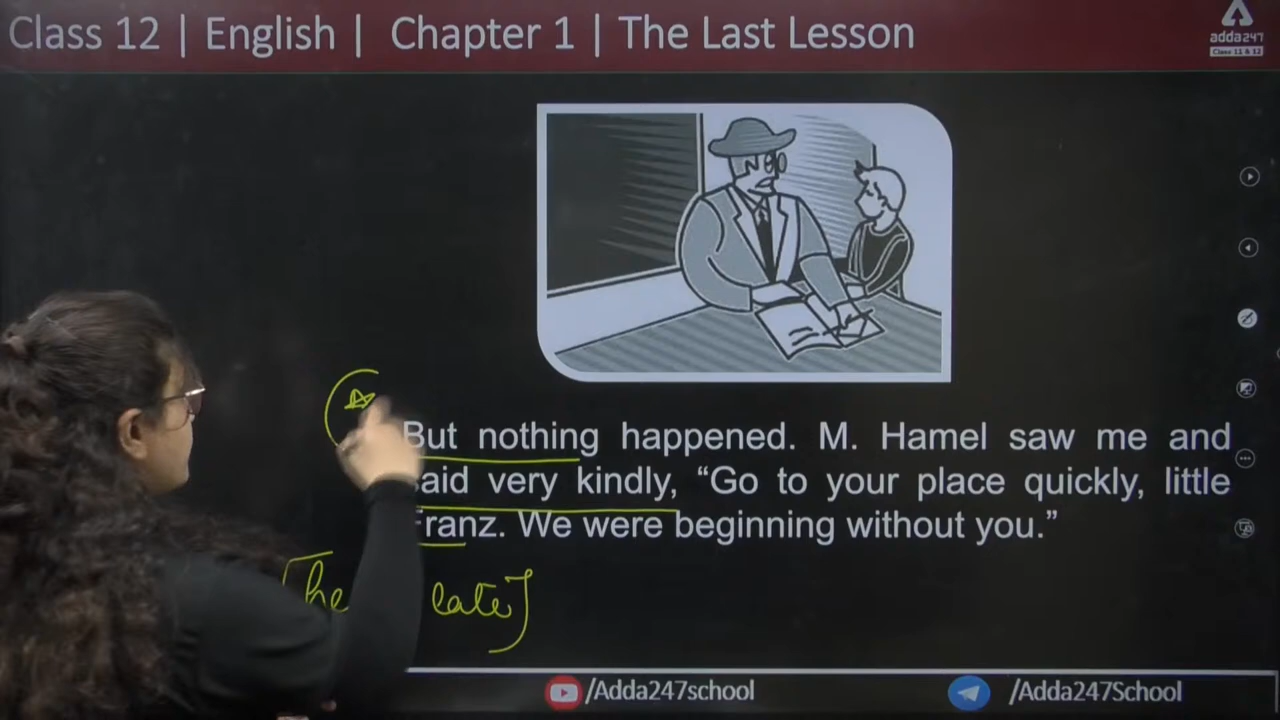 Class 12 | English | Chapter 1 | The Last Lesson
adda247
Class 11 & 12
But nothing happened. M. Hamel saw me and
said very kindly, “Go to your place quickly, little
Franz. We were beginning without you.”
[he late]
/Adda247school
/Adda247School